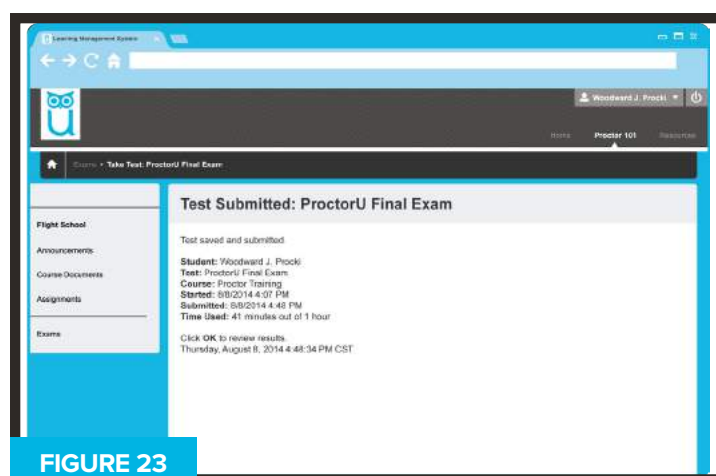 Learning Management System
Woodward J. Procki
Home Proctor 101 Resources
Exams • Take Test: ProctorU Final Exam
Test Submitted: ProctorU Final Exam
Flight School
Announcements
Course Documents
Assignments
Exams
Test saved and submitted
Student: Woodward J. Procki
Test: ProctorU Final Exam
Course: Proctor Training
Started: 8/8/2014 4:07 PM
Submitted: 8/8/2014 4:48 PM
Time Used: 41 minutes out of 1 hour
Click OK to review results.
Thursday, August 8, 2014 4:48:34 PM CST
FIGURE 23